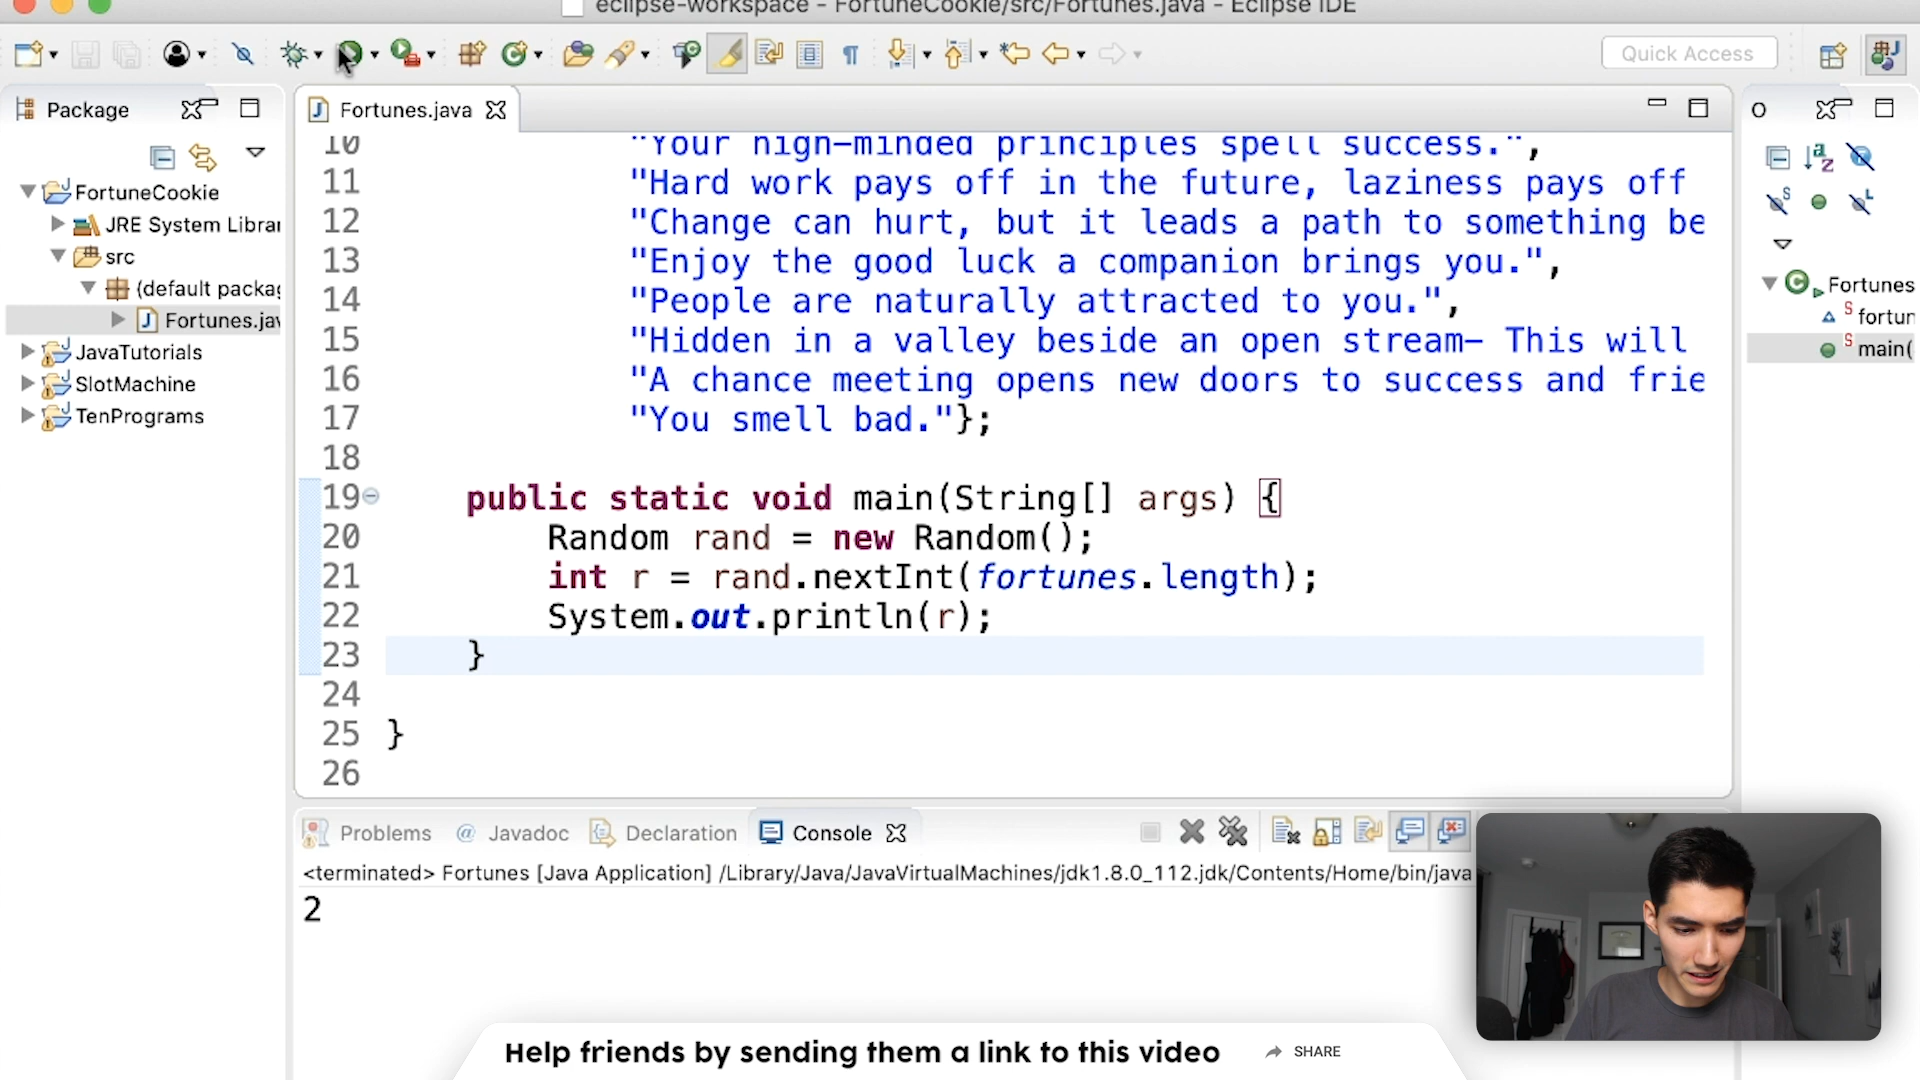 eclipse-workspace - FortuneCookie/src/Fortunes.java - Eclipse IDE
Quick Access
Package
Fortunes.java
O
FortuneCookie
JRE System Librar
src
(default packag
Fortunes.jav
JavaTutorials
SlotMachine
TenPrograms
10 "Your high-minded principles spell success.",
11 "Hard work pays off in the future, laziness pays off
12 "Change can hurt, but it leads a path to something be
13 "Enjoy the good luck a companion brings you.",
14 "People are naturally attracted to you.",
15 "Hidden in a valley beside an open stream- This will
16 "A chance meeting opens new doors to success and frie
17 "You smell bad."};
18
19 public static void main(String[] args) {
20 Random rand = new Random();
21 int r = rand.nextInt(fortunes.length);
22 System.out.println(r);
23 }
24
25 }
26
Fortunes
fortun
main(
Problems @ Javadoc Declaration Console
<terminated> Fortunes [Java Application] /Library/Java/JavaVirtualMachines/jdk1.8.0_112.jdk/Contents/Home/bin/java
2
Help friends by sending them a link to this video SHARE